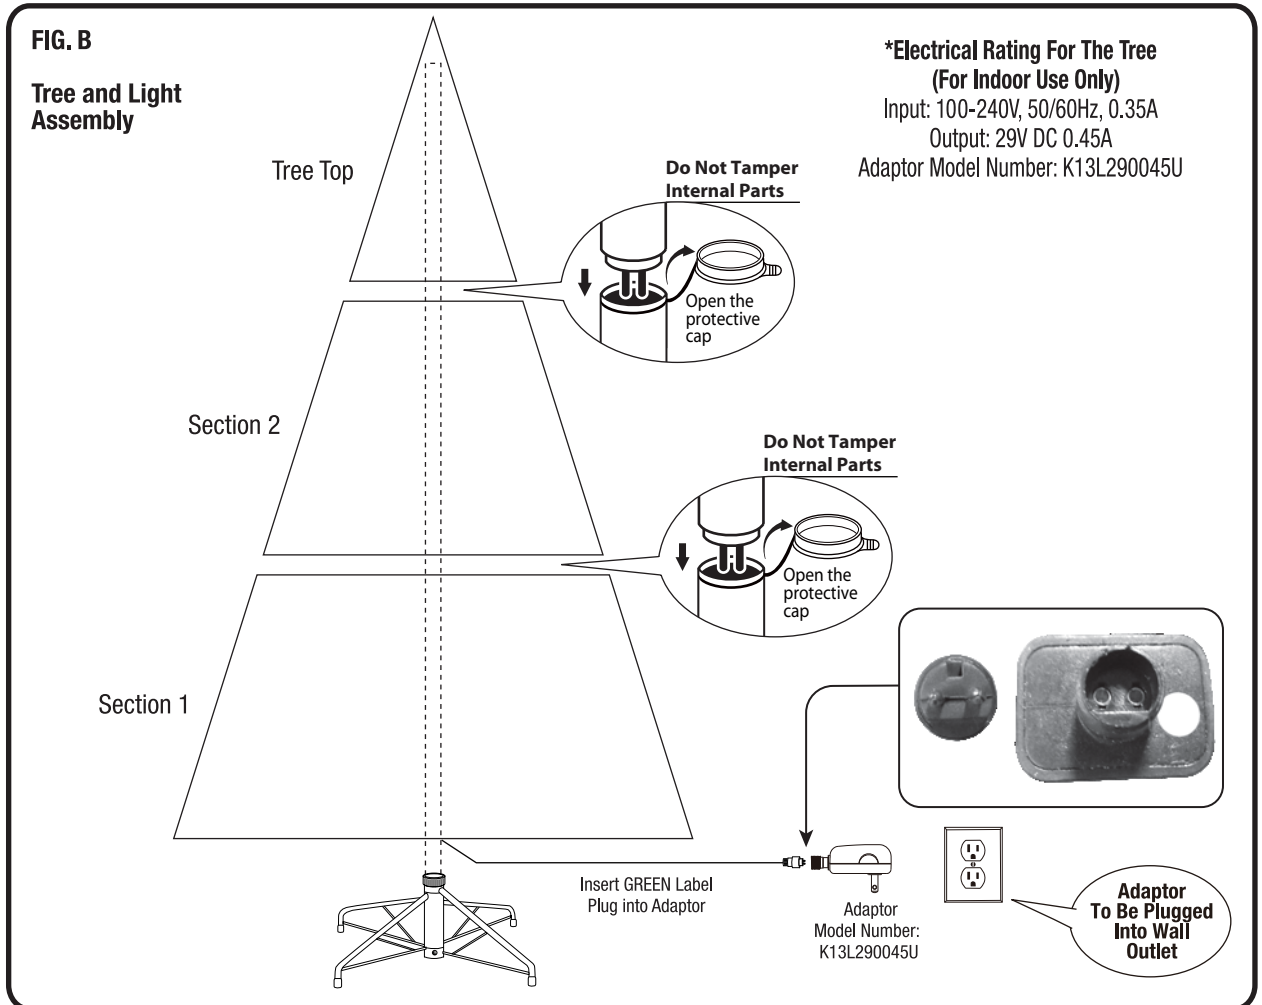 FIG. B
Tree and Light
Assembly
*Electrical Rating For The Tree
(For Indoor Use Only)
Input: 100-240V, 50/60Hz, 0.35A
Output: 29V DC 0.45A
Adaptor Model Number: K13L290045U
Tree Top
Do Not Tamper
Internal Parts
Open the
protective
cap
Section 2
Do Not Tamper
Internal Parts
Open the
protective
cap
Section 1
Insert GREEN Label
Plug into Adaptor
Adaptor
Model Number:
K13L290045U
Adaptor
To Be Plugged
Into Wall
Outlet